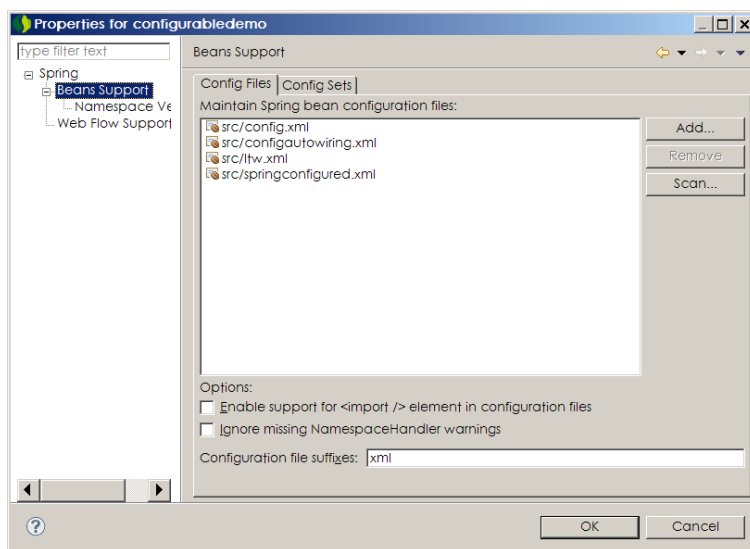 Properties for configurabledemo
type filter text
Spring
Beans Support
Namespace Ve
Web Flow Support
Beans Support
Config Files
Config Sets
Maintain Spring bean configuration files:
src/config.xml
src/configautowiring.xml
src/ltw.xml
src/springconfigured.xml
Add...
Remove
Scan...
Options:
Enable support for <import /> element in configuration files
Ignore missing NamespaceHandler warnings
Configuration file suffixes: xml
OK
Cancel